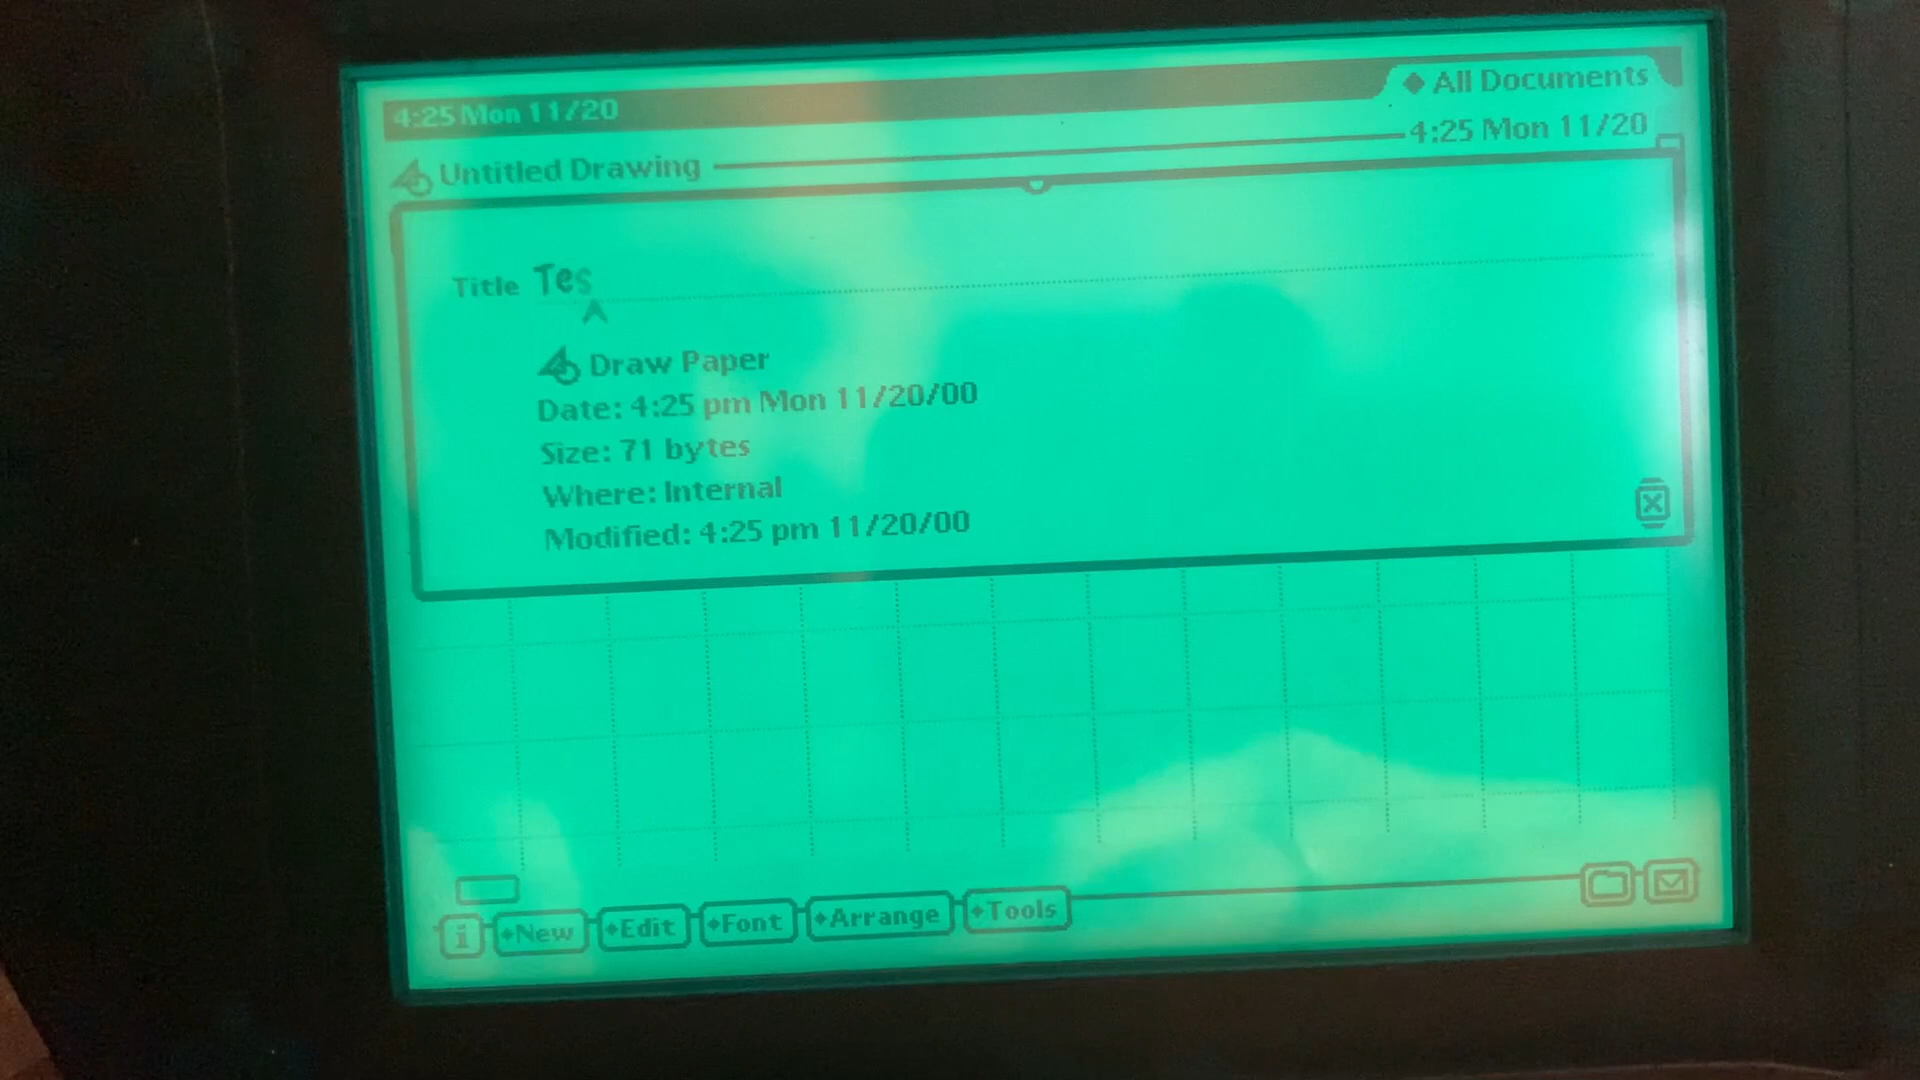 4:25 Mon 11/20
◆ All Documents
Untitled Drawing
4:25 Mon 11/20
Title Tes
Draw Paper
Date: 4:25 pm Mon 11/20/00
Size: 71 bytes
Where: Internal
Modified: 4:25 pm 11/20/00
i ◆New ◆Edit ◆Font ◆Arrange ◆Tools